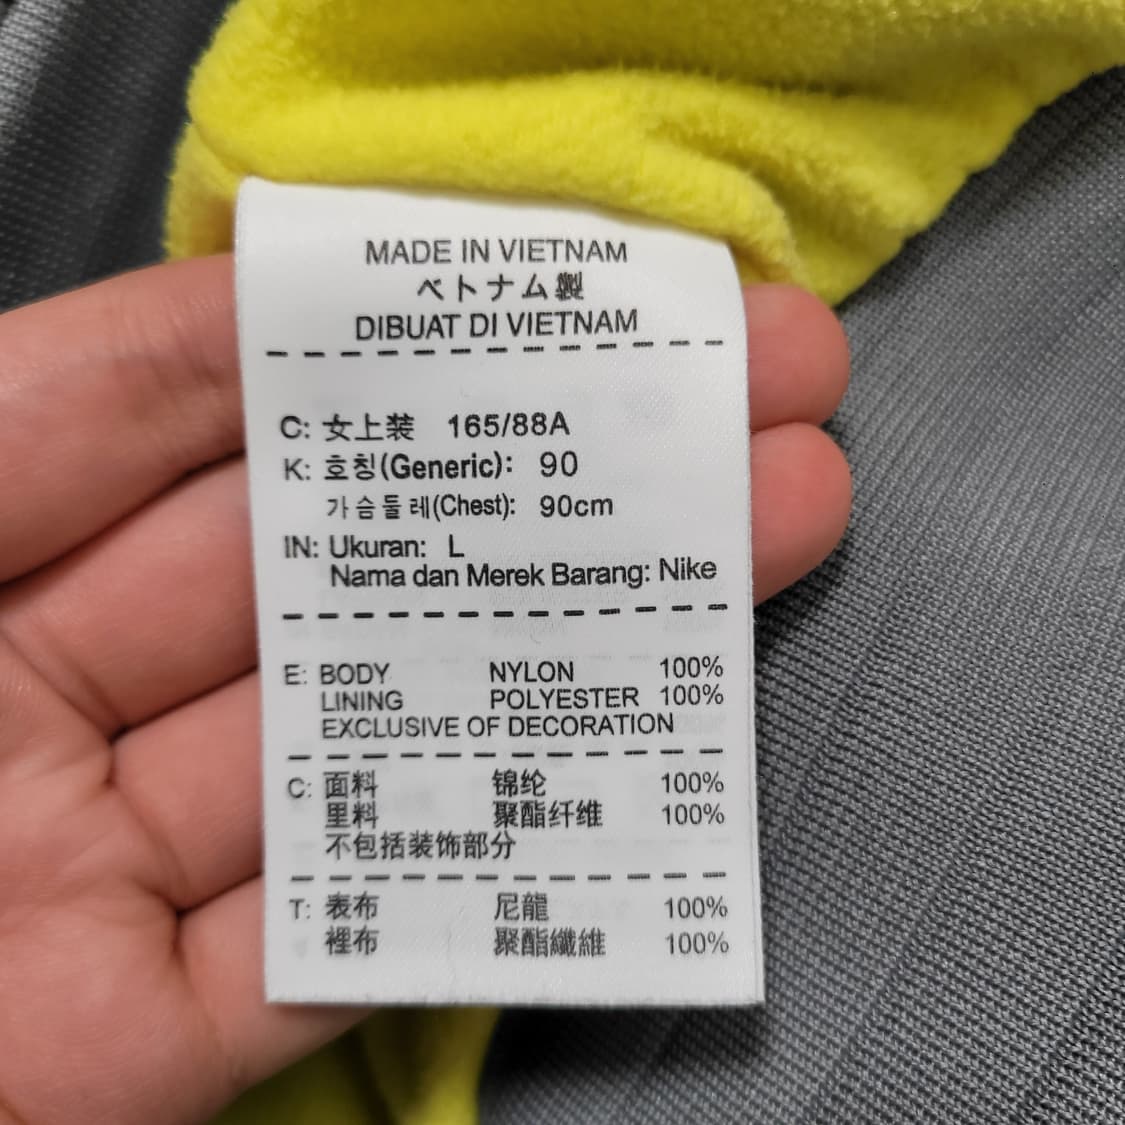 MADE IN VIETNAM
ベトナム製
DIBUAT DI VIETNAM
C: 女上装 165/88A
K: 호칭(Generic): 90
가슴둘레(Chest): 90cm
IN: Ukuran: L
Nama dan Merek Barang: Nike
E: BODY NYLON 100%
LINING POLYESTER 100%
EXCLUSIVE OF DECORATION
C: 面料 锦纶 100%
里料 聚酯纤维 100%
不包括装饰部分
T: 表布 尼龍 100%
裡布 聚酯纖維 100%